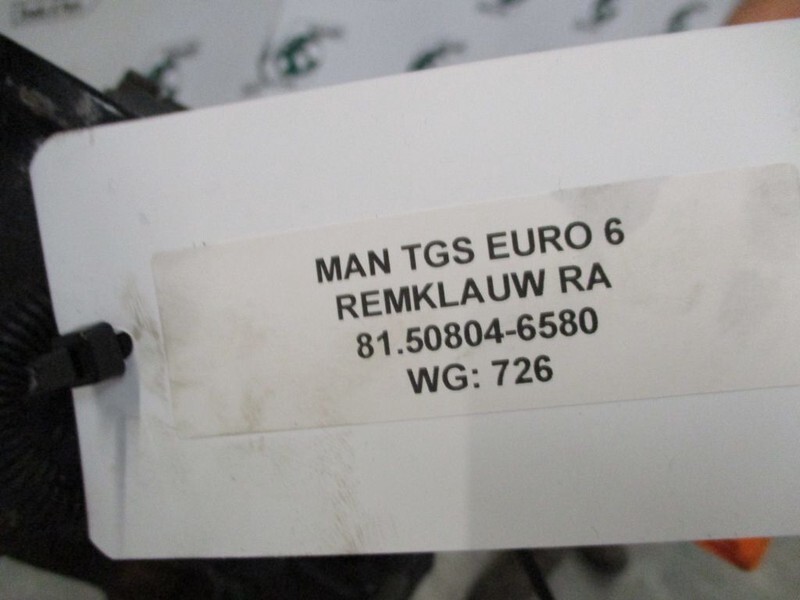 MAN TGS EURO 6
REMKLAUW RA
81.50804-6580
WG: 726